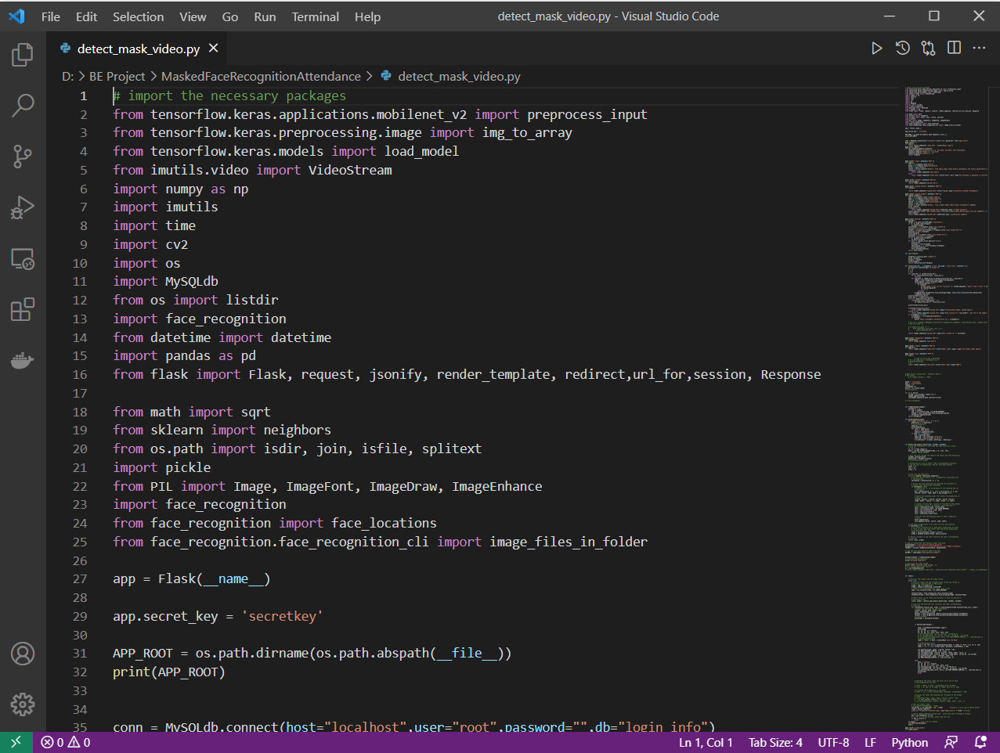 File Edit Selection View Go Run Terminal Help detect_mask_video.py - Visual Studio Code
detect_mask_video.py
D: > BE Project > MaskedFaceRecognitionAttendance > detect_mask_video.py
1 # import the necessary packages
2 from tensorflow.keras.applications.mobilenet_v2 import preprocess_input
3 from tensorflow.keras.preprocessing.image import img_to_array
4 from tensorflow.keras.models import load_model
5 from imutils.video import VideoStream
6 import numpy as np
7 import imutils
8 import time
9 import cv2
10 import os
11 import MySQLdb
12 from os import listdir
13 import face_recognition
14 from datetime import datetime
15 import pandas as pd
16 from flask import Flask, request, jsonify, render_template, redirect,url_for,session, Response
17
18 from math import sqrt
19 from sklearn import neighbors
20 from os.path import isdir, join, isfile, splitext
21 import pickle
22 from PIL import Image, ImageFont, ImageDraw, ImageEnhance
23 import face_recognition
24 from face_recognition import face_locations
25 from face_recognition.face_recognition_cli import image_files_in_folder
26
27 app = Flask(__name__)
28
29 app.secret_key = 'secretkey'
30
31 APP_ROOT = os.path.dirname(os.path.abspath(__file__))
32 print(APP_ROOT)
33
34
35 conn = MySQLdb.connect(host="localhost",user="root",password="",db="login_info")
0 0 Ln 1, Col 1 Tab Size: 4 UTF-8 LF Python